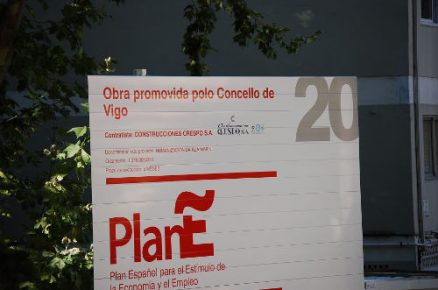 Obra promovida polo Concello de
Vigo
20
Contratista: CONSTRUCCIONES CRESPO S.A.
CRESPO S.A.
PlanE
Plan Español para el Estímulo de
la Economía y el Empleo